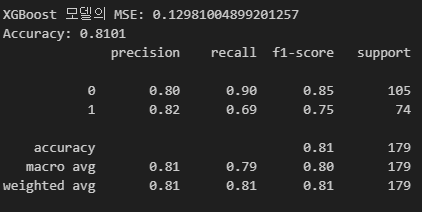 XGBoost 모델의 MSE: 0.12981004899201257
Accuracy: 0.8101
precision recall f1-score support
0 0.80 0.90 0.85 105
1 0.82 0.69 0.75 74
accuracy 0.81 179
macro avg 0.81 0.79 0.80 179
weighted avg 0.81 0.81 0.81 179